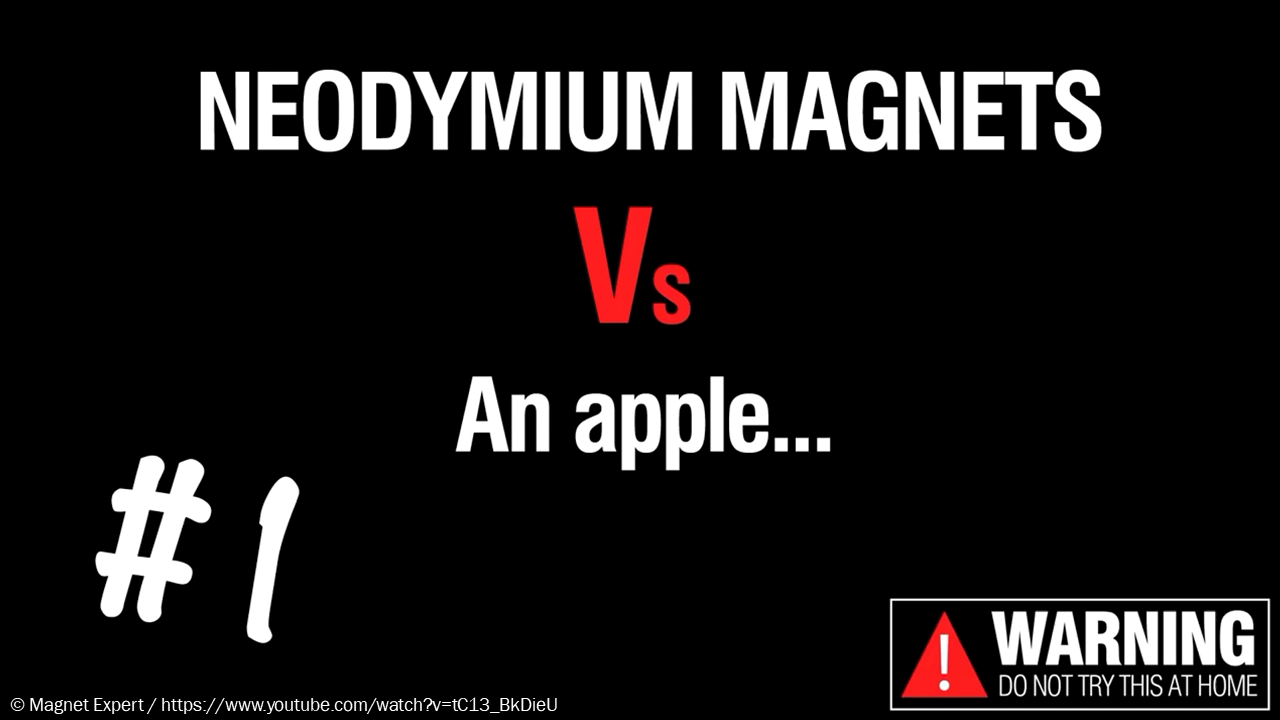 NEODYMIUM MAGNETS
Vs
An apple...
#1
WARNING
DO NOT TRY THIS AT HOME
© Magnet Expert / https://www.youtube.com/watch?v=tC13_BkDieU